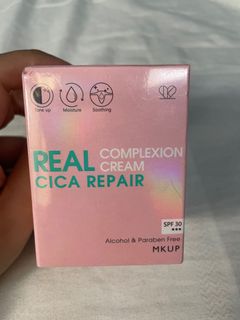 Tone up
Moisture
Soothing
REAL COMPLEXION CREAM
CICA REPAIR
SPF 30
Alcohol & Paraben Free
MKUP